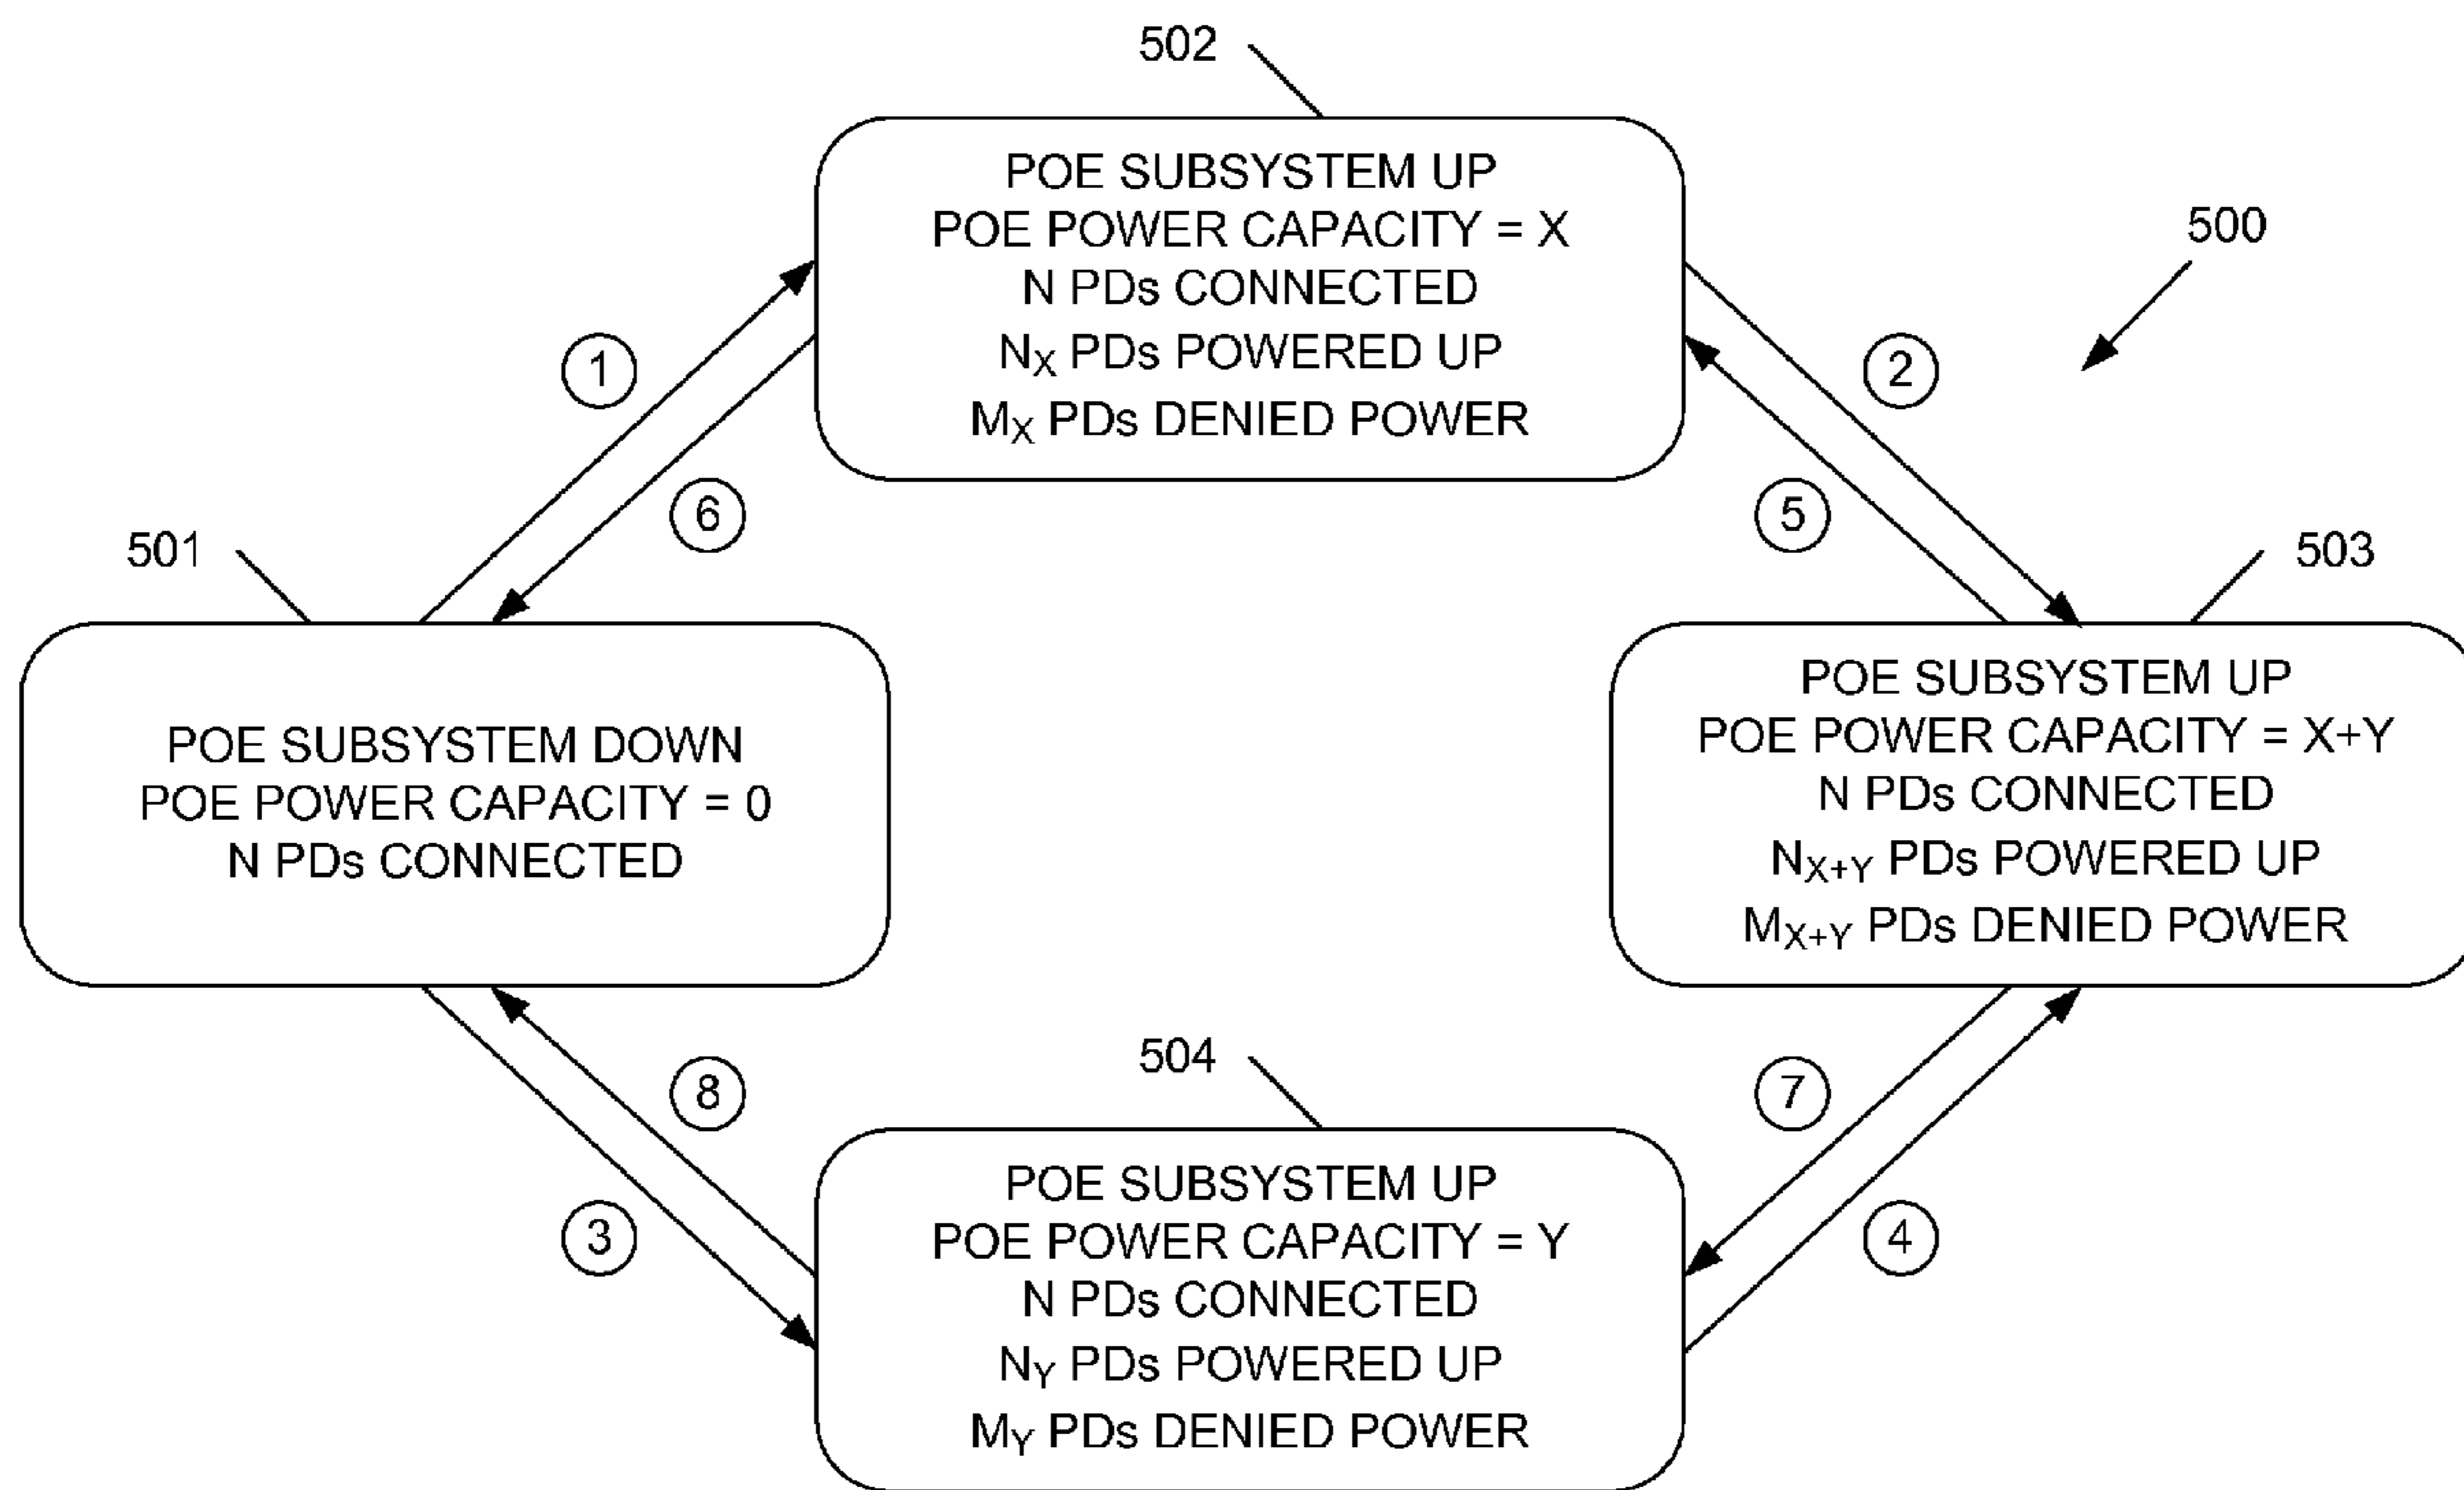 502
POE SUBSYSTEM UP
POE POWER CAPACITY = X
N PDs CONNECTED
NX PDs POWERED UP
MX PDs DENIED POWER
500
1
2
6
5
501
503
POE SUBSYSTEM DOWN
POE POWER CAPACITY = 0
N PDs CONNECTED
POE SUBSYSTEM UP
POE POWER CAPACITY = X+Y
N PDs CONNECTED
NX+Y PDs POWERED UP
MX+Y PDs DENIED POWER
504
8
7
3
4
POE SUBSYSTEM UP
POE POWER CAPACITY = Y
N PDs CONNECTED
NY PDs POWERED UP
MY PDs DENIED POWER